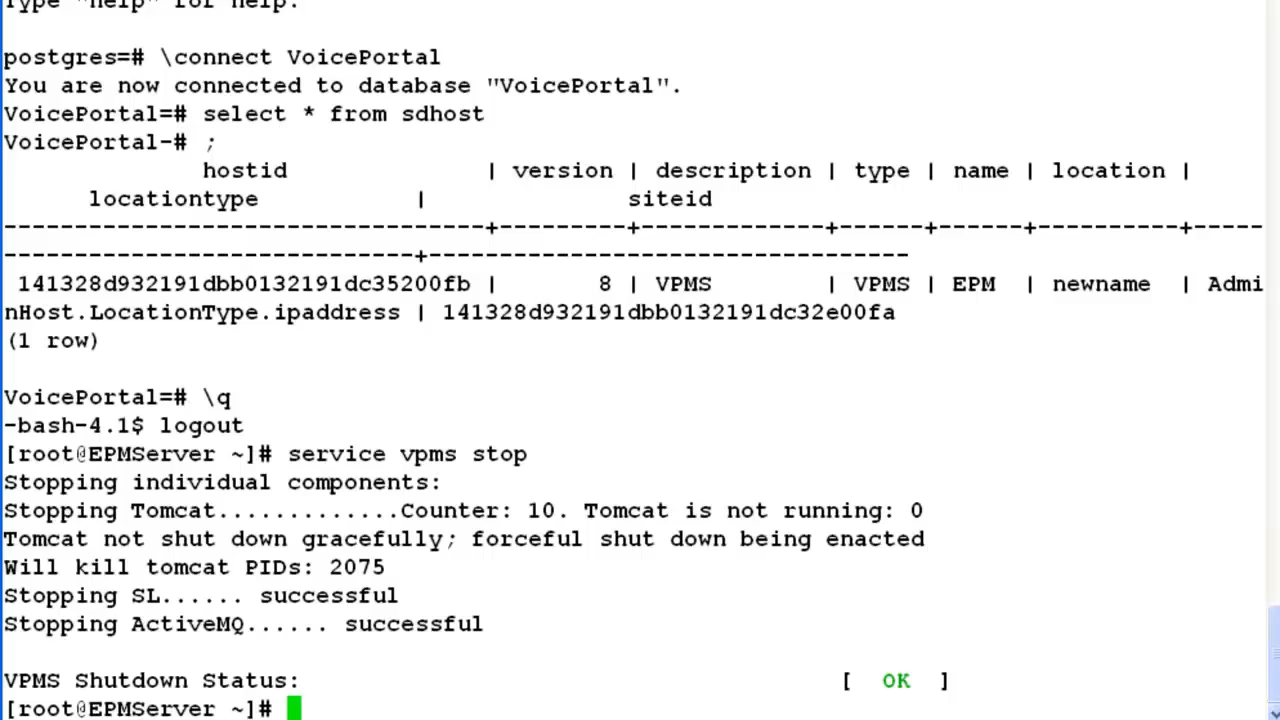 Type "help" for help.
postgres=# \connect VoicePortal
You are now connected to database "VoicePortal".
VoicePortal=# select * from sdhost
VoicePortal-# ;
hostid | version | description | type | name | location |
locationtype | siteid
----------------------------------+---------+-------------+------+------+----------+-----
-----------------------------+----------------------------------
141328d932191dbb0132191dc35200fb | 8 | VPMS | VPMS | EPM | newname | Admi
nHost.LocationType.ipaddress | 141328d932191dbb0132191dc32e00fa
(1 row)
VoicePortal=# \q
-bash-4.1$ logout
[root@EPMServer ~]# service vpms stop
Stopping individual components:
Stopping Tomcat.............Counter: 10. Tomcat is not running: 0
Tomcat not shut down gracefully; forceful shut down being enacted
Will kill tomcat PIDs: 2075
Stopping SL...... successful
Stopping ActiveMQ...... successful
VPMS Shutdown Status: [ OK ]
[root@EPMServer ~]#